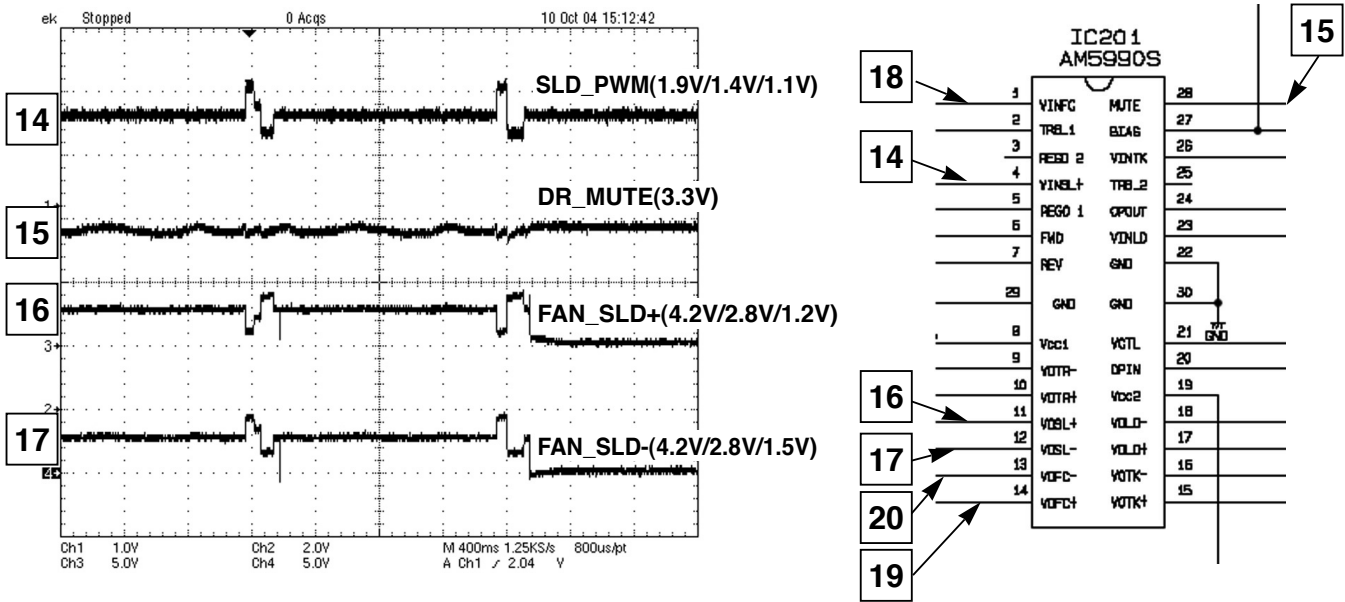 ek Stopped 0 Acqs 10 Oct 04 15:12:42
14 SLD_PWM(1.9V/1.4V/1.1V)
1
15 DR_MUTE(3.3V)
16 FAN_SLD+(4.2V/2.8V/1.2V)
3
2
17 FAN_SLD-(4.2V/2.8V/1.5V)
4
Ch1 1.0V Ch2 2.0V M 400ms 1.25KS/s 800us/pt
Ch3 5.0V Ch4 5.0V A Ch1 2.04 V
IC201
AM5990S
15
18
14
16
17
20
19
1 VINFC MUTE 28
2 TRB_1 BIAS 27
3 REGO 2 VINTK 26
4 VINSL+ TRB_2 25
5 REGO 1 OPOUT 24
6 FWD VINLD 23
7 REV GND 22
29 GND GND 30
GND
8 Vcc1 VCTL 21
9 VOTR- OPIN 20
10 VOTR+ Vcc2 19
11 VOSL+ VOLD- 18
12 VOSL- VOLD+ 17
13 VOFC- VOTK- 16
14 VOFC+ VOTK+ 15